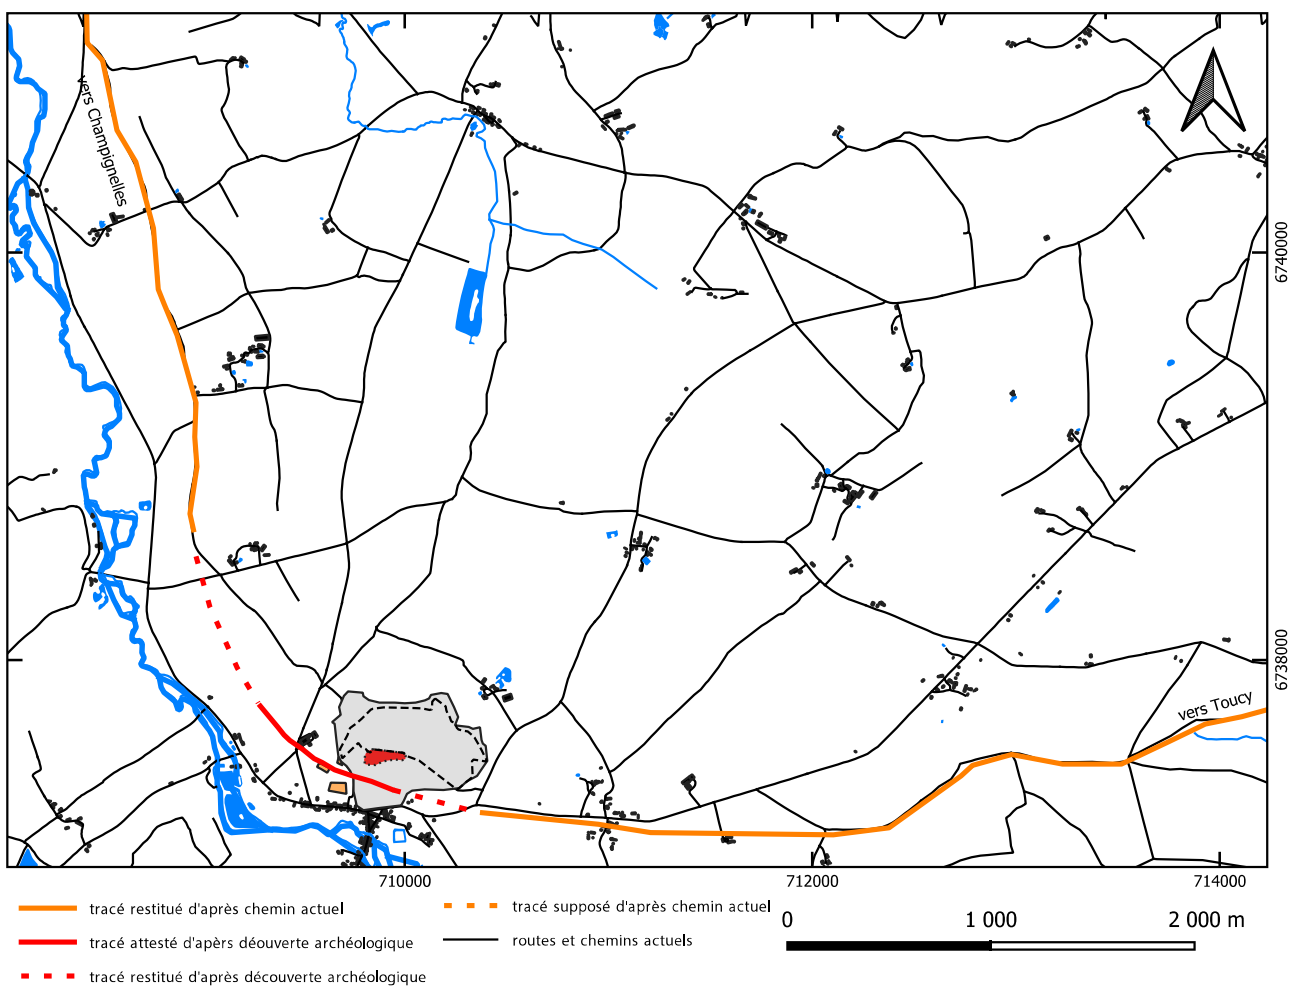 vers Champignelles
6740000
6738000
vers Toucy
710000
712000
714000
tracé restitué d'après chemin actuel
tracé supposé d'après chemin actuel
tracé attesté d'apèrs déouverte archéologique
routes et chemins actuels
tracé restitué d'après découverte archéologique
0 1 000 2 000 m